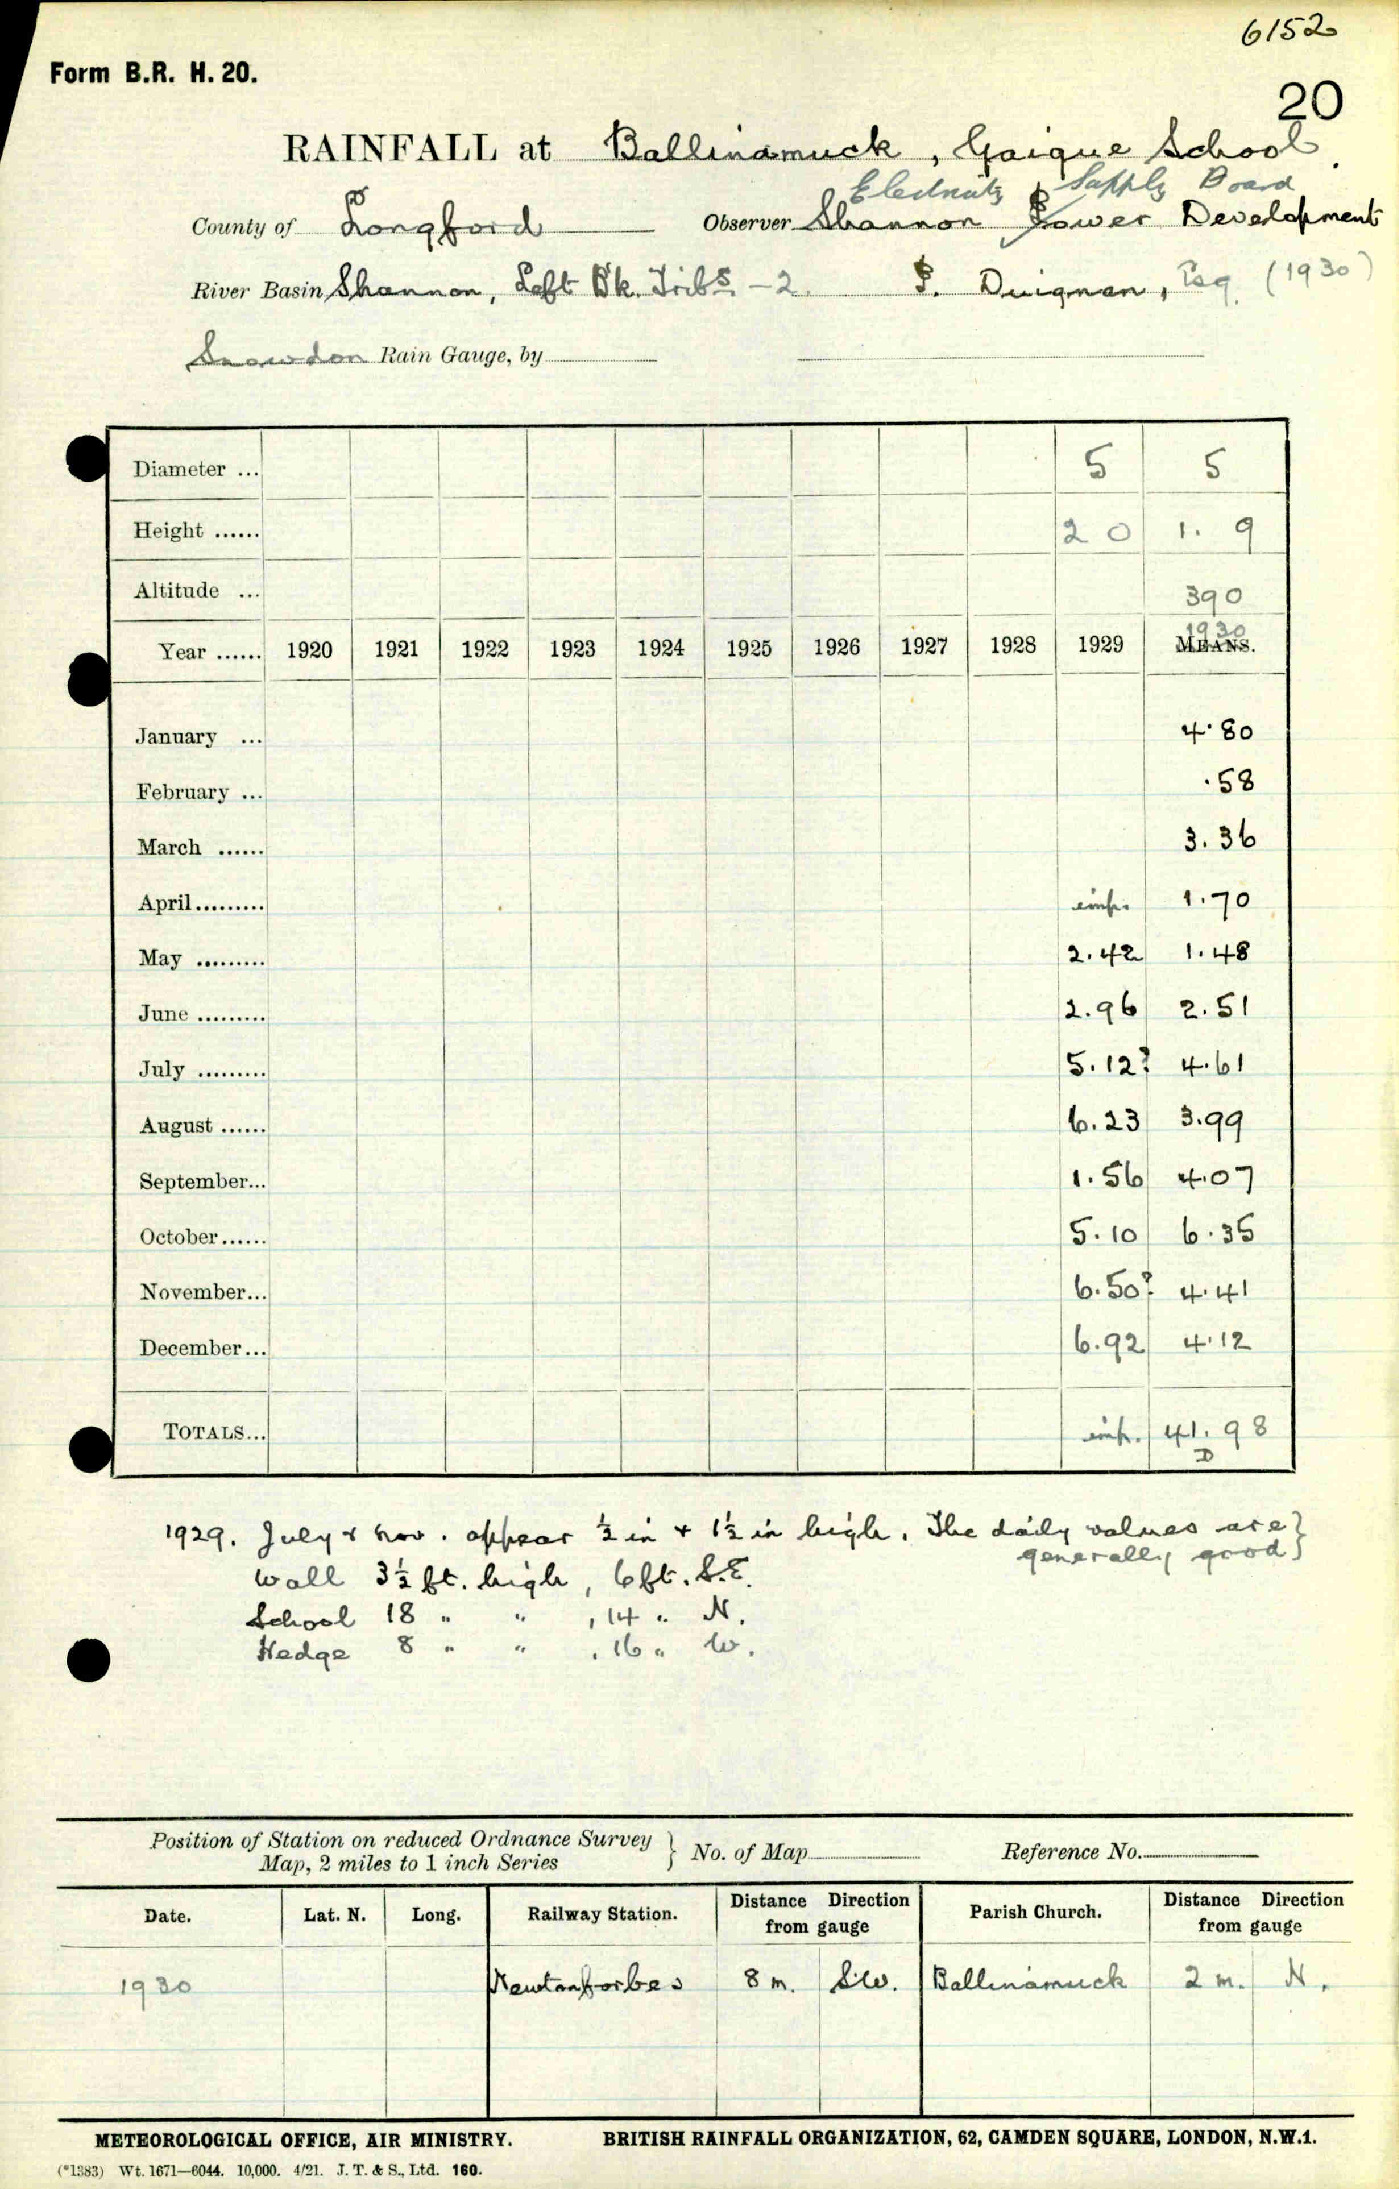 6152
Form B.R. H. 20.
20
RAINFALL at Ballinamuck, Gaigue School.
Electricity Supply Board
County of Longford Observer Shannon Power Development
River Basin Shannon, Left Bk. Tribs. - 2. P. Duignan, Esq. (1930)
Snowdon Rain Gauge, by
Diameter ... 5 5
Height ...... 2 0 1. 9
Altitude ... 390
1930
Year ...... 1920 1921 1922 1923 1924 1925 1926 1927 1928 1929 MEANS.
January ... 4.80
February ... .58
March ...... 3.36
April......... imp. 1.70
May ......... 2.42 1.48
June ......... 2.96 2.51
July ......... 5.12? 4.61
August ...... 6.23 3.99
September... 1.56 4.07
October...... 5.10 6.35
November... 6.50? 4.41
December... 6.92 4.12
TOTALS... imp. 41.98
D
1929. July & Nov. appear ½ in & 1½ in high. The daily values are }
generally good }
Wall 3½ ft. high, 6 ft. S.E.
School 18 " " , 14 " N.
Hedge 8 " " , 16 " W.
Position of Station on reduced Ordnance Survey } No. of Map Reference No.
Map, 2 miles to 1 inch Series
Date. Lat. N. Long. Railway Station. Distance Direction from gauge Parish Church. Distance Direction from gauge
1930 Newtonforbes 8 m. S.W. Ballinamuck 2 m. N.
METEOROLOGICAL OFFICE, AIR MINISTRY. BRITISH RAINFALL ORGANIZATION, 62, CAMDEN SQUARE, LONDON, N.W.1.
(*1383) Wt. 1671—6044. 10,000. 4/21. J. T. & S., Ltd. 160.